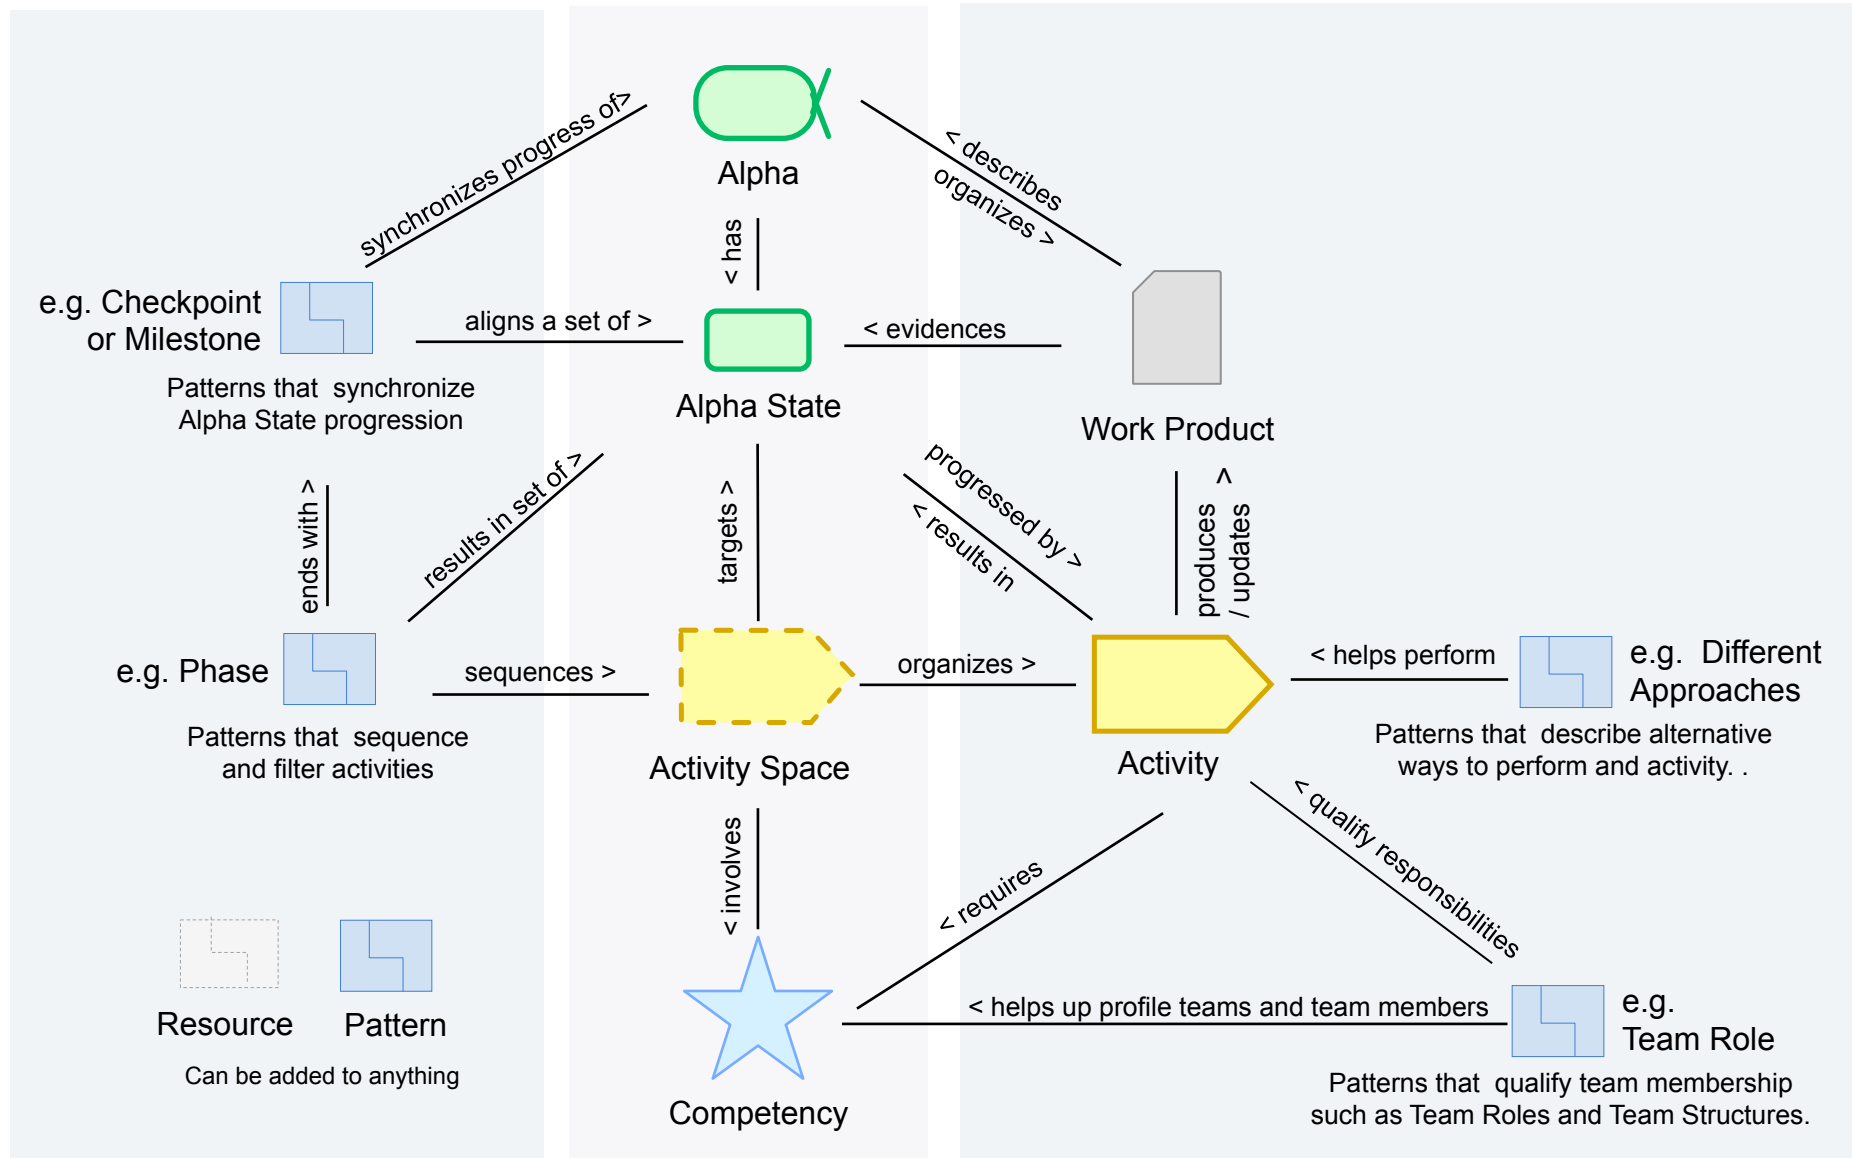 Alpha
synchronizes progress of>
< describes
organizes >
< has
e.g. Checkpoint
or Milestone
Patterns that  synchronize
Alpha State progression
aligns a set of >
Alpha State
< evidences
Work Product
ends with >
results in set of >
targets >
progressed by >
< results in
produces >
/ updates
e.g. Phase
Patterns that  sequence
and filter activities
sequences >
Activity Space
organizes >
Activity
< helps perform
e.g.  Different
Approaches
Patterns that  describe alternative
ways to perform and activity. .
< involves
< requires
< qualify responsibilities
Resource
Pattern
Can be added to anything
Competency
< helps up profile teams and team members
e.g.
Team Role
Patterns that  qualify team membership
such as Team Roles and Team Structures.